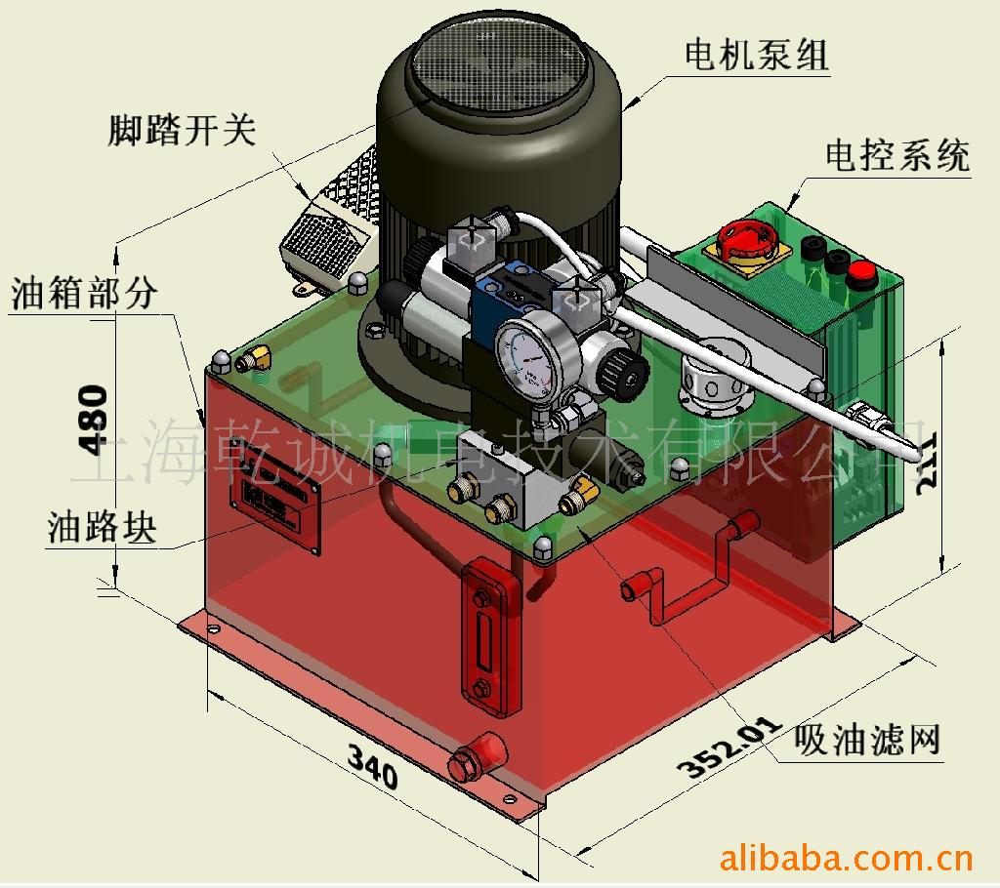 电机泵组
脚踏开关
电控系统
油箱部分
480
上海乾诚机电技术有限公司
211
油路块
吸油滤网
352.01
340
alibaba.com.cn